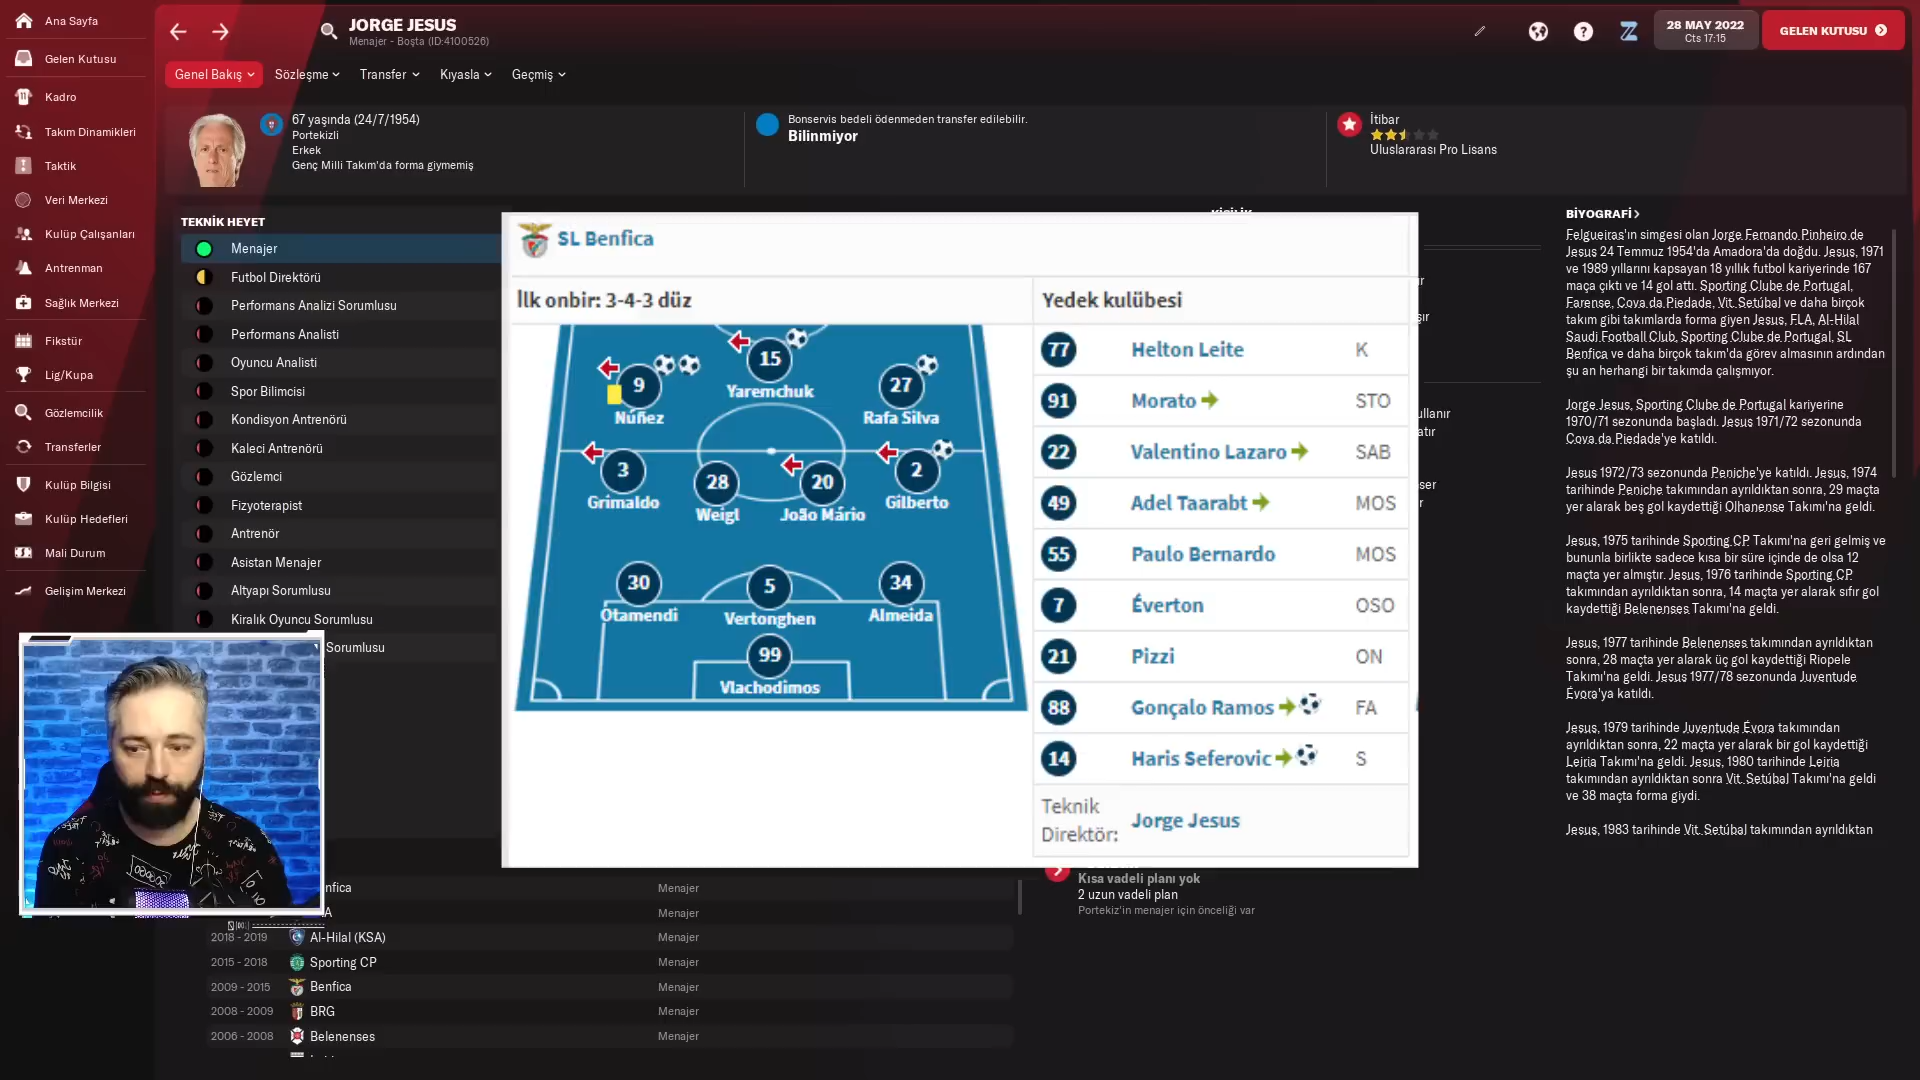 Ana Sayfa
Gelen Kutusu
Kadro
Takım Dinamikleri
Taktik
Veri Merkezi
Kulüp Çalışanları
Antrenman
Sağlık Merkezi
Fikstür
Lig/Kupa
Gözlemcilik
Transferler
Kulüp Bilgisi
Kulüp Hedefleri
Mali Durum
Gelişim Merkezi
JORGE JESUS
Menajer - Boşta (ID:4100526)
28 MAY 2022
Cts 17:15
GELEN KUTUSU
Genel Bakış
Sözleşme
Transfer
Kıyasla
Geçmiş
67 yaşında (24/7/1954)
Portekizli
Erkek
Genç Milli Takım'da forma giymemiş
Bonservis bedeli ödenmeden transfer edilebilir.
Bilinmiyor
İtibar
Uluslararası Pro Lisans
TEKNİK HEYET
Menajer
Futbol Direktörü
Performans Analizi Sorumlusu
Performans Analisti
Oyuncu Analisti
Spor Bilimcisi
Kondisyon Antrenörü
Kaleci Antrenörü
Gözlemci
Fizyoterapist
Antrenör
Asistan Menajer
Altyapı Sorumlusu
Kiralık Oyuncu Sorumlusu
Sorumlusu
SL Benfica
İlk onbir: 3-4-3 düz
15
Yaremchuk
9
Núñez
27
Rafa Silva
3
Grimaldo
28
Weigl
20
João Mário
2
Gilberto
30
Otamendi
5
Vertonghen
34
Almeida
99
Vlachodimos
Yedek kulübesi
77 Helton Leite K
91 Morato STO
22 Valentino Lazaro SAB
49 Adel Taarabt MOS
55 Paulo Bernardo MOS
7 Éverton OSO
21 Pizzi ON
88 Gonçalo Ramos FA
14 Haris Seferovic S
Teknik
Direktör: Jorge Jesus
nfica Menajer
A Menajer
2018 - 2019 Al-Hilal (KSA) Menajer
2015 - 2018 Sporting CP Menajer
2009 - 2015 Benfica Menajer
2008 - 2009 BRG Menajer
2006 - 2008 Belenenses Menajer
Kısa vadeli planı yok
2 uzun vadeli plan
Portekiz'in menajer için önceliği var
BİYOGRAFİ
Felgueiras'ın simgesi olan Jorge Fernando Pinheiro de
Jesus 24 Temmuz 1954'da Amadora'da doğdu. Jesus, 1971
ve 1989 yıllarını kapsayan 18 yıllık futbol kariyerinde 167
maça çıktı ve 14 gol attı. Sporting Clube de Portugal,
Farense, Cova da Piedade, Vit. Setúbal ve daha birçok
takım gibi takımlarda forma giyen Jesus, FLA, Al-Hilal
Saudi Football Club, Sporting Clube de Portugal, SL
Benfica ve daha birçok takım'da görev almasının ardından
şu an herhangi bir takımda çalışmıyor.
Jorge Jesus, Sporting Clube de Portugal kariyerine
1970/71 sezonunda başladı. Jesus 1971/72 sezonunda
Cova da Piedade'ye katıldı.
Jesus 1972/73 sezonunda Peniche'ye katıldı. Jesus, 1974
tarihinde Peniche takımından ayrıldıktan sonra, 29 maçta
yer alarak beş gol kaydettiği Olhanense Takımı'na geldi.
Jesus, 1975 tarihinde Sporting CP Takımı'na geri gelmiş ve
bununla birlikte sadece kısa bir süre içinde de olsa 12
maçta yer almıştır. Jesus, 1976 tarihinde Sporting CP
takımından ayrıldıktan sonra, 14 maçta yer alarak sıfır gol
kaydettiği Belenenses Takımı'na geldi.
Jesus, 1977 tarihinde Belenenses takımından ayrıldıktan
sonra, 28 maçta yer alarak üç gol kaydettiği Riopele
Takımı'na geldi. Jesus 1977/78 sezonunda Juventude
Évora'ya katıldı.
Jesus, 1979 tarihinde Juventude Évora takımından
ayrıldıktan sonra, 22 maçta yer alarak bir gol kaydettiği
Leiria Takımı'na geldi. Jesus, 1980 tarihinde Leiria
takımından ayrıldıktan sonra Vit. Setúbal Takımı'na geldi
ve 38 maçta forma giydi.
Jesus, 1983 tarihinde Vit. Setúbal takımından ayrıldıktan